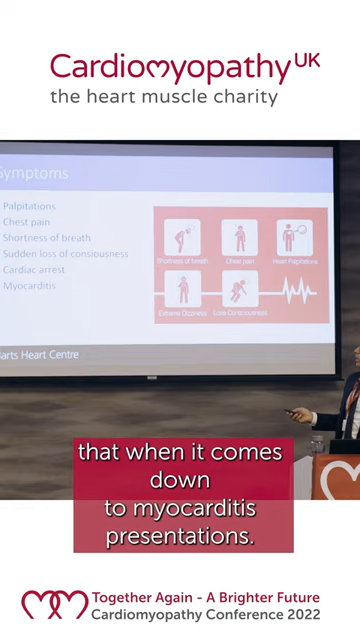 Cardiomyopathy UK
the heart muscle charity
Symptoms
Palpitations
Chest pain
Shortness of breath
Sudden loss of consiousness
Cardiac arrest
Myocarditis
Shortness of breath
Chest pain
Heart Palpitations
Extreme Dizziness
Loss Consciousness
Barts Heart Centre
that when it comes
down
to myocarditis
presentations.
Together Again - A Brighter Future
Cardiomyopathy Conference 2022